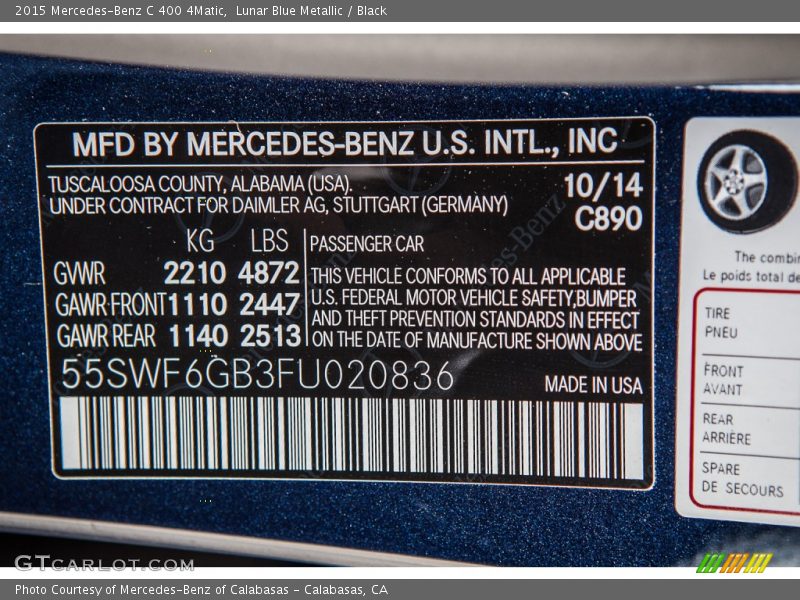 2015 Mercedes-Benz C 400 4Matic,  Lunar Blue Metallic / Black
MFD BY MERCEDES-BENZ U.S. INTL., INC
TUSCALOOSA COUNTY, ALABAMA (USA).
UNDER CONTRACT FOR DAIMLER AG, STUTTGART (GERMANY)
10/14
C890
KG LBS
GVWR 2210 4872
GAWR FRONT 1110 2447
GAWR REAR 1140 2513
PASSENGER CAR
THIS VEHICLE CONFORMS TO ALL APPLICABLE
U.S. FEDERAL MOTOR VEHICLE SAFETY,BUMPER
AND THEFT PREVENTION STANDARDS IN EFFECT
ON THE DATE OF MANUFACTURE SHOWN ABOVE
55SWF6GB3FU020836
MADE IN USA
The combin
Le poids total de
TIRE
PNEU
FRONT
AVANT
REAR
ARRIÈRE
SPARE
DE SECOURS
GTCARLOT.COM
Photo Courtesy of Mercedes-Benz of Calabasas - Calabasas, CA